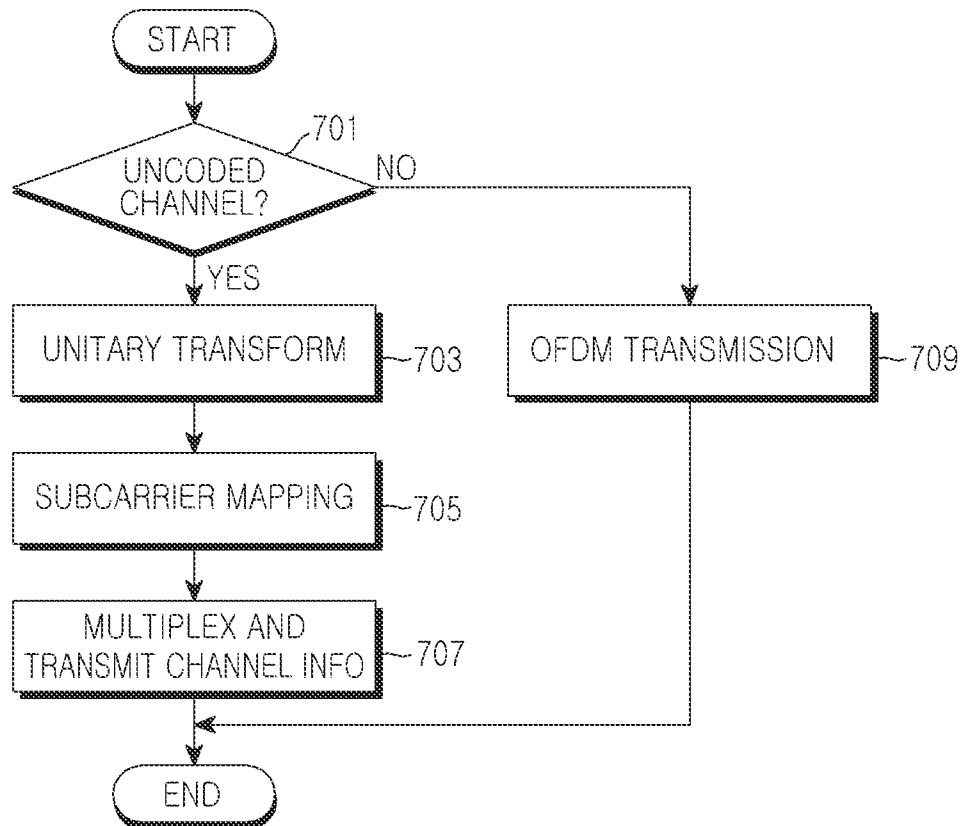 START
701
UNCODED
CHANNEL?
NO
YES
UNITARY TRANSFORM
703
OFDM TRANSMISSION
709
SUBCARRIER MAPPING
705
MULTIPLEX AND
TRANSMIT CHANNEL INFO
707
END